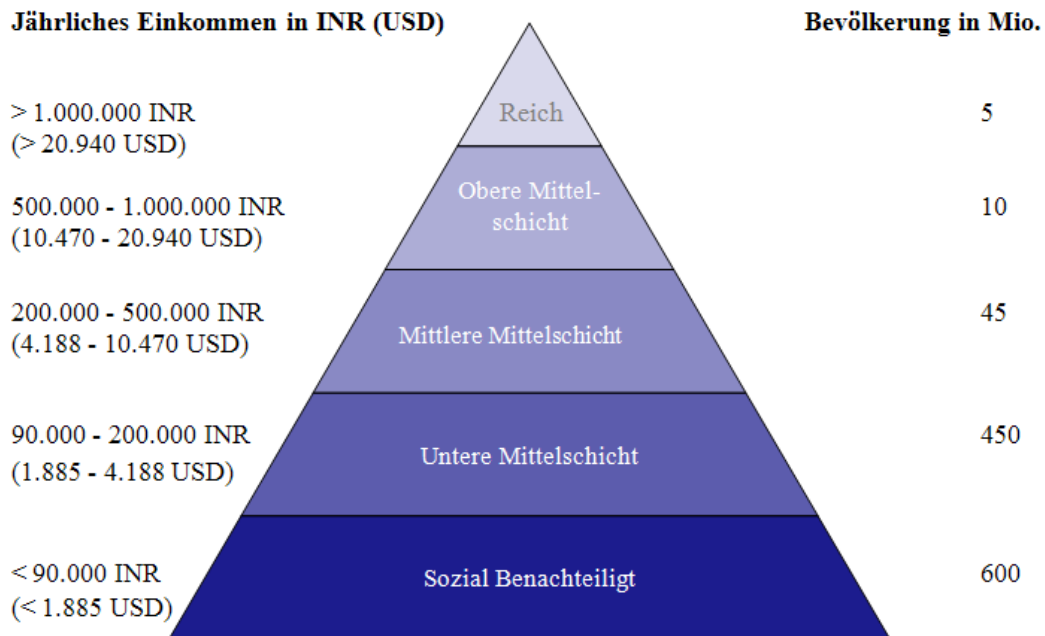 Jährliches Einkommen in INR (USD)
Bevölkerung in Mio.
> 1.000.000 INR
(> 20.940 USD)
Reich
5
500.000 - 1.000.000 INR
(10.470 - 20.940 USD)
Obere Mittel-
schicht
10
200.000 - 500.000 INR
(4.188 - 10.470 USD)
Mittlere Mittelschicht
45
90.000 - 200.000 INR
(1.885 - 4.188 USD)
Untere Mittelschicht
450
< 90.000 INR
(< 1.885 USD)
Sozial Benachteiligt
600